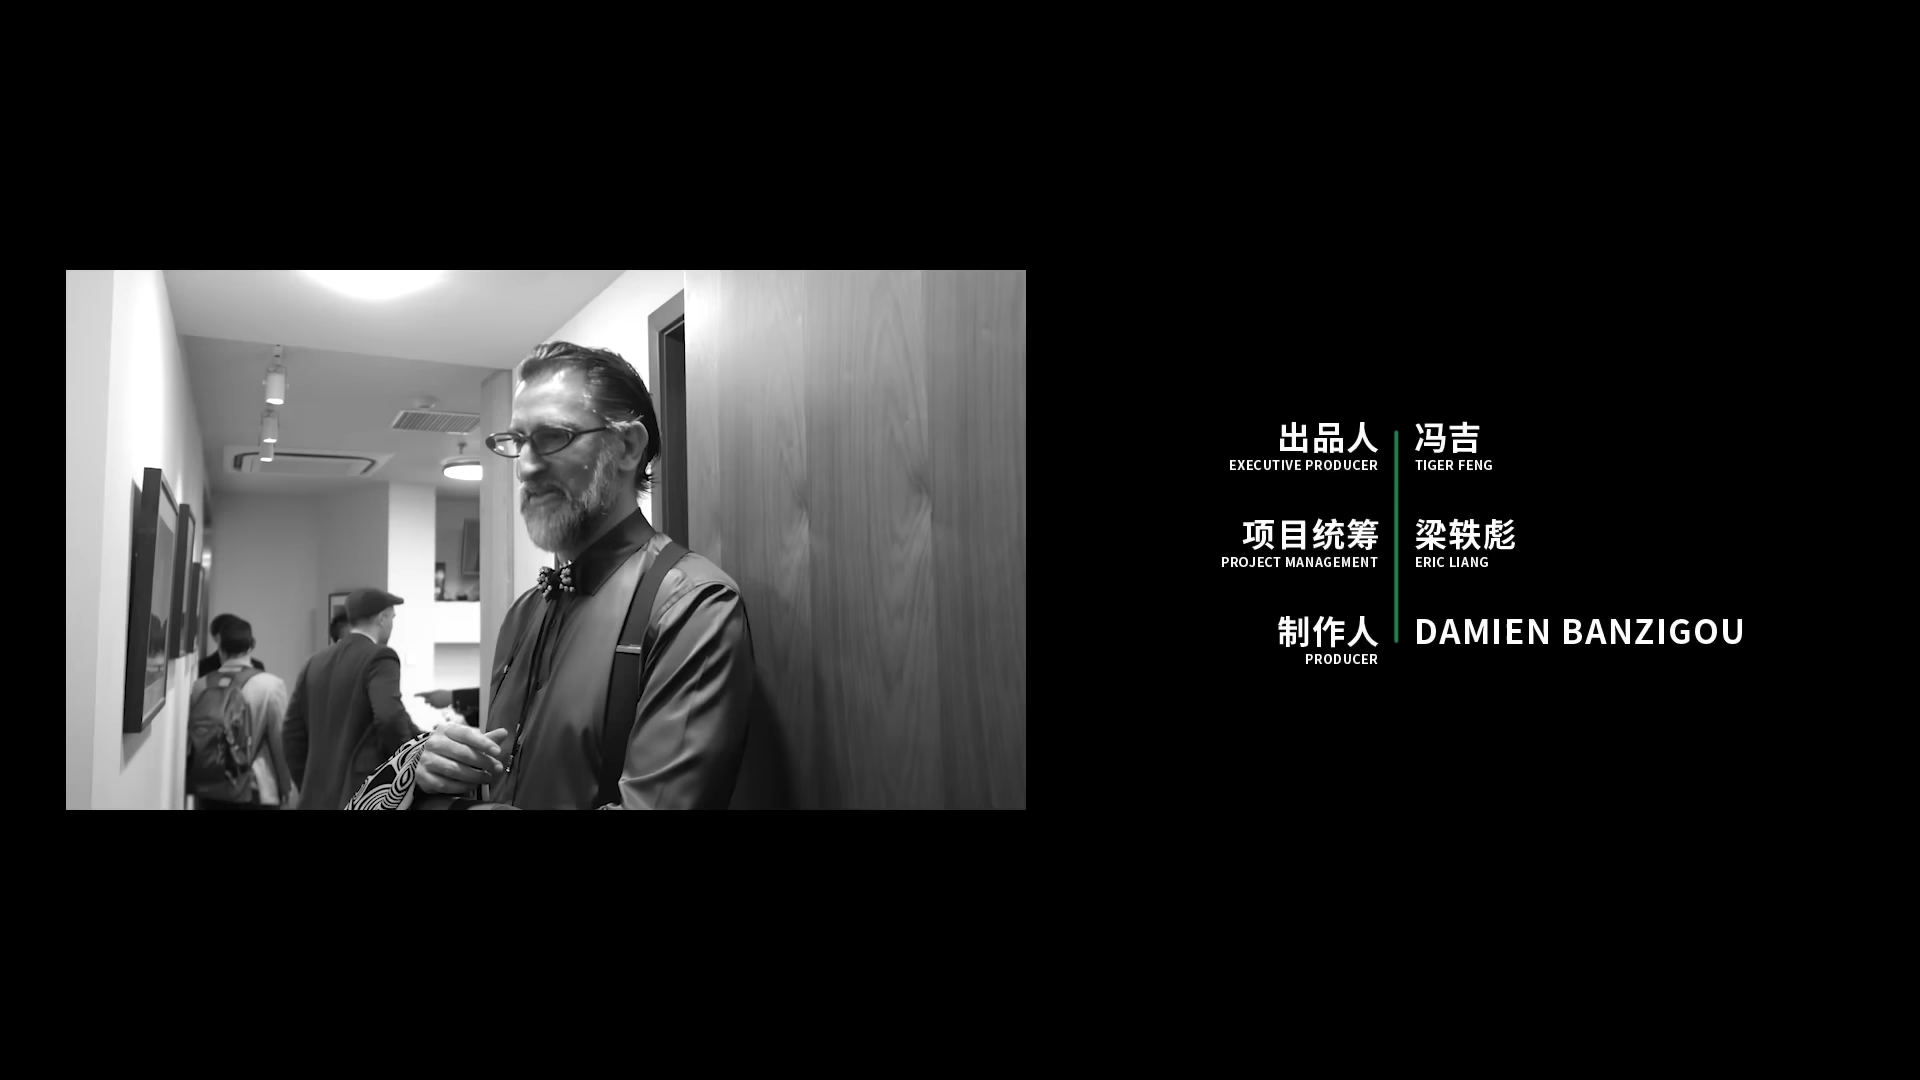 出品人 冯吉
EXECUTIVE PRODUCER TIGER FENG
项目统筹 梁轶彪
PROJECT MANAGEMENT ERIC LIANG
制作人 DAMIEN BANZIGOU
PRODUCER